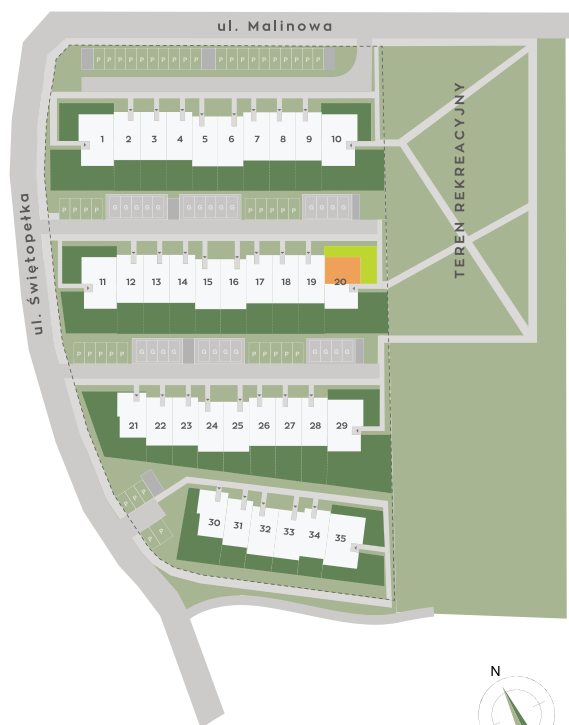 ul. Malinowa
P P P P P P P P P P P P P P P P P P P P P
1 2 3 4 5 6 7 8 9 10
TEREN REKREACYJNY
ul. Świętopełka
P P P P G G G G G G G G G G P P P P P G G G G
11 12 13 14 15 16 17 18 19 20
P P P P P G G G G G G G G P P P P P G G G G
21 22 23 24 25 26 27 28 29
P P P
30 31 32 33 34 35
P P
N